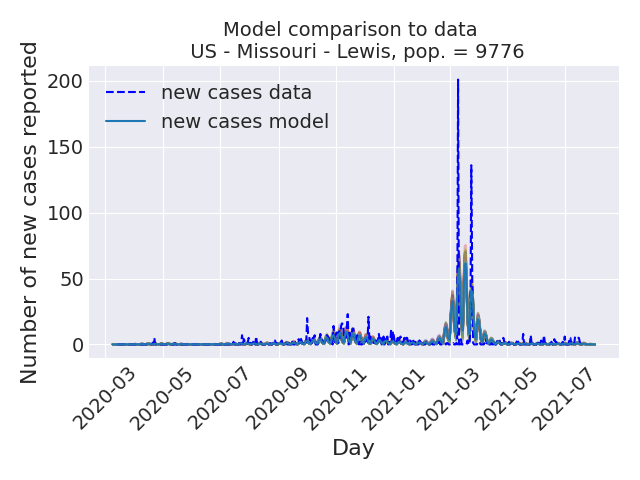 Model comparison to data
US - Missouri - Lewis, pop. = 9776
Number of new cases reported
200
150
100
50
0
new cases data
new cases model
2020-03
2020-05
2020-07
2020-09
2020-11
2021-01
2021-03
2021-05
2021-07
Day